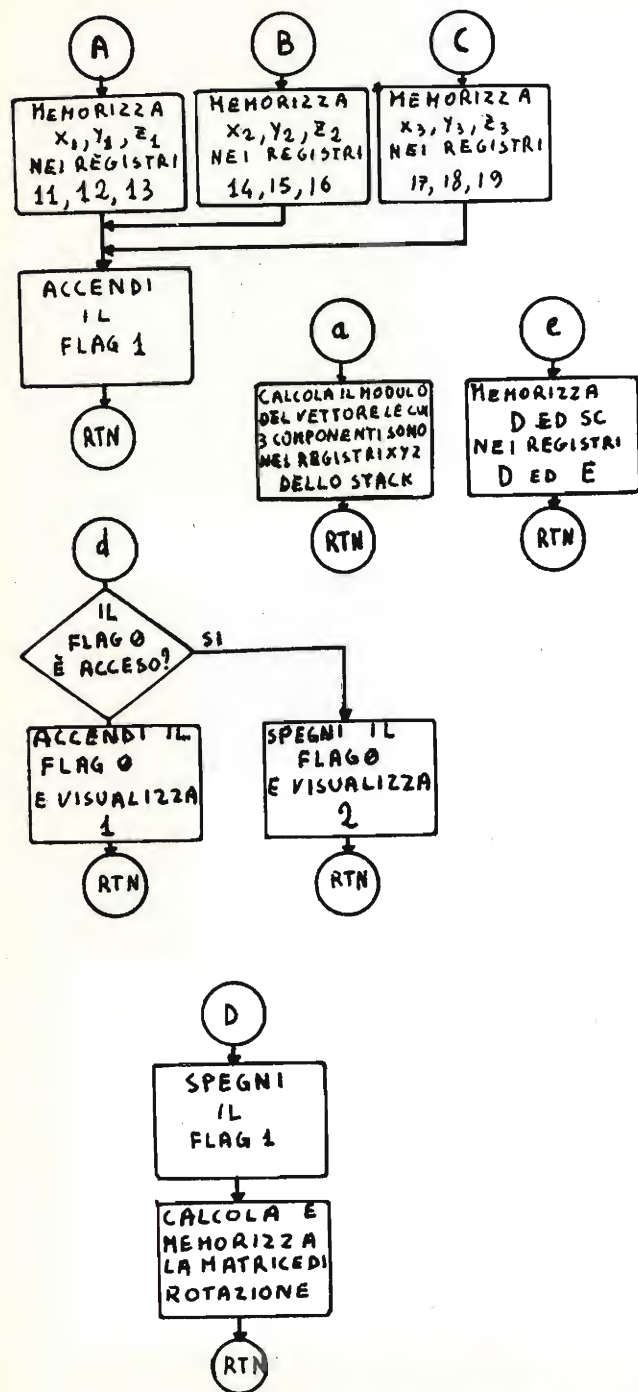 A
MEMORIZZA
X1, Y1, Z1
NEI REGISTRI
11, 12, 13
B
MEMORIZZA
X2, Y2, Z2
NEI REGISTRI
14, 15, 16
C
MEMORIZZA
X3, Y3, Z3
NEI REGISTRI
17, 18, 19
ACCENDI
IL
FLAG 1
RTN
a
CALCOLA IL MODULO
DEL VETTORE LE CUI
3 COMPONENTI SONO
NEI REGISTRI XYZ
DELLO STACK
RTN
e
MEMORIZZA
D ED SC
NEI REGISTRI
D ED E
RTN
d
IL
FLAG 0
È ACCESO?
SI
ACCENDI IL
FLAG 0
E VISUALIZZA
1
RTN
SPEGNI IL
FLAG 0
E VISUALIZZA
2
RTN
D
SPEGNI
IL
FLAG 1
CALCOLA E
MEMORIZZA
LA MATRICE DI
ROTAZIONE
RTN